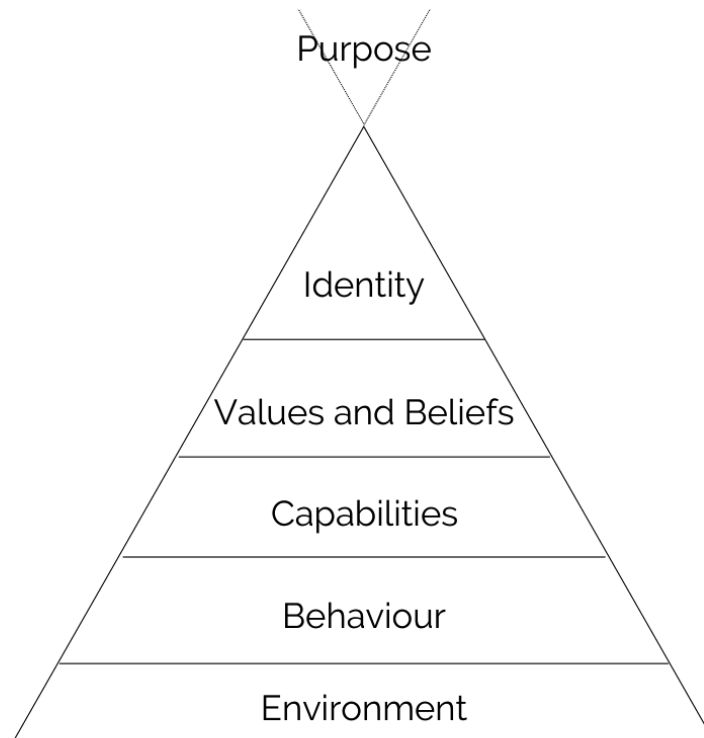 Purpose
Identity
Values and Beliefs
Capabilities
Behaviour
Environment